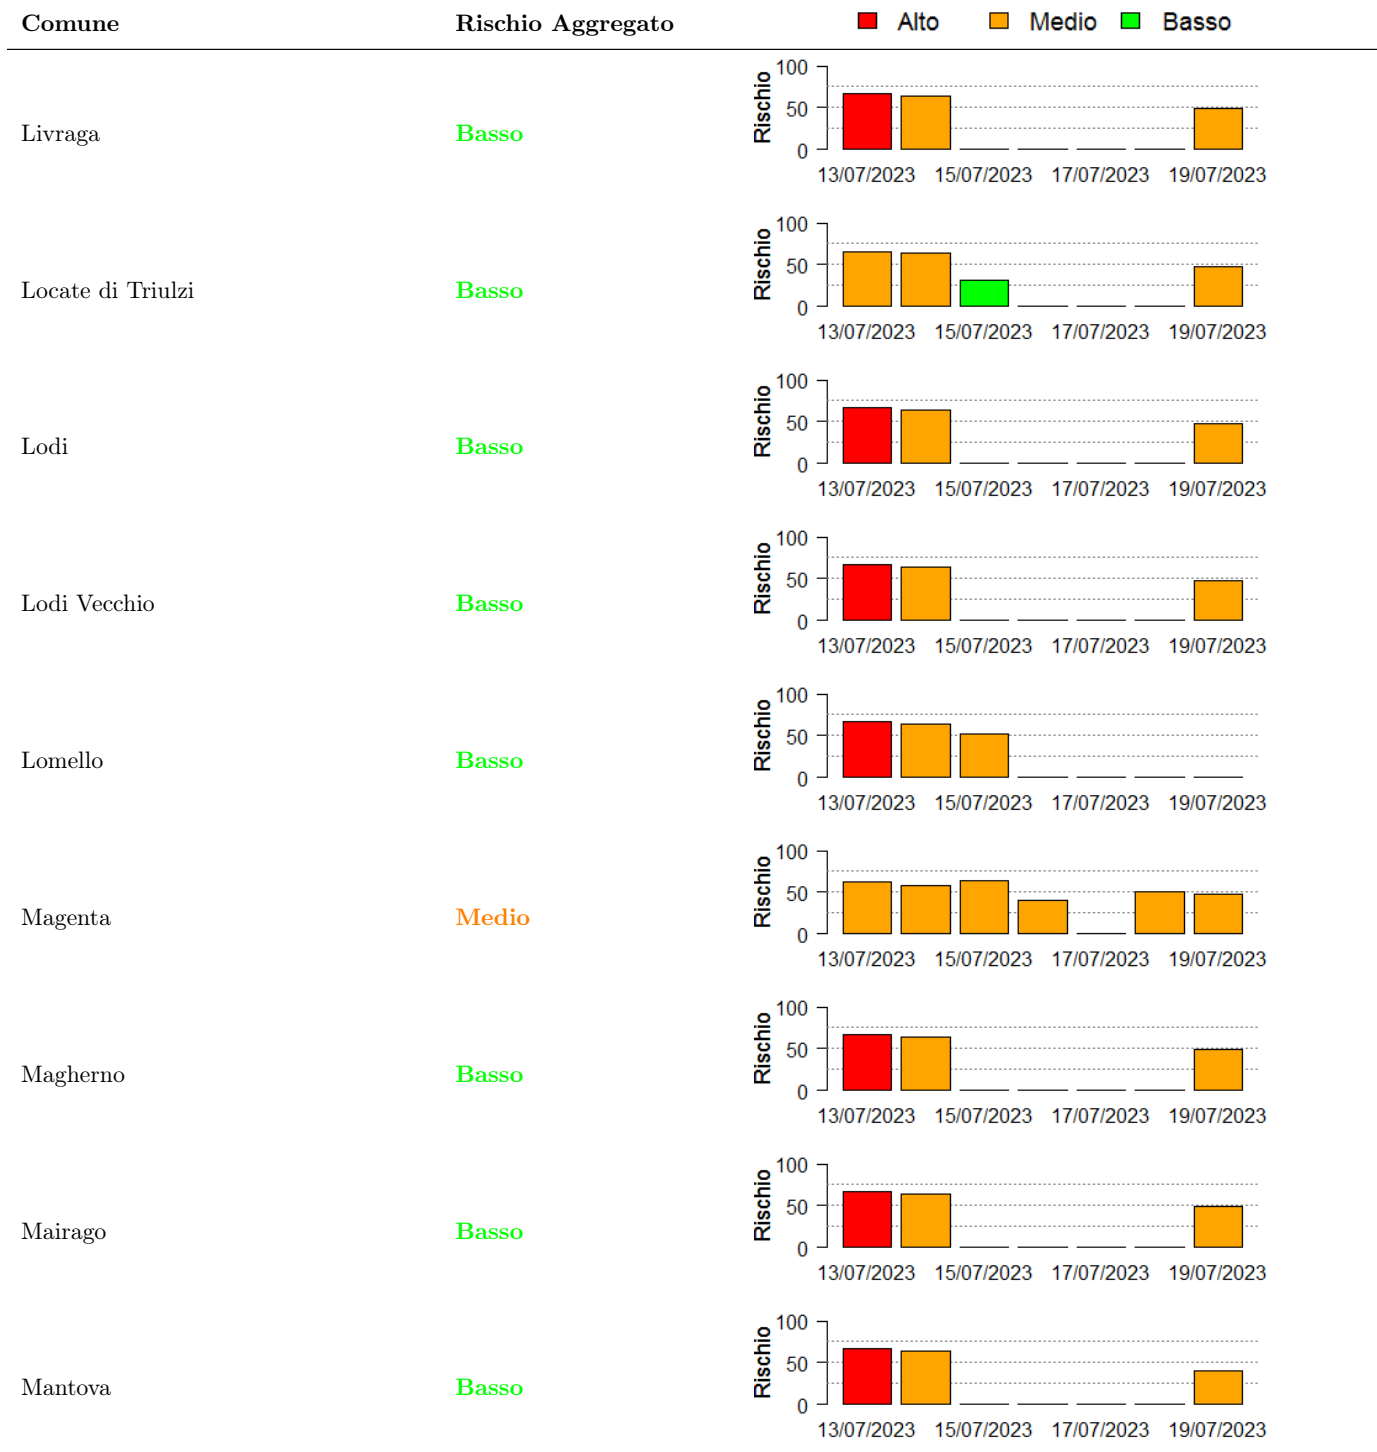 Comune Rischio Aggregato Alto Medio Basso
100
50
0
Rischio
Livraga Basso
13/07/2023 15/07/2023 17/07/2023 19/07/2023
100
50
0
Rischio
Locate di Triulzi Basso
13/07/2023 15/07/2023 17/07/2023 19/07/2023
100
50
0
Rischio
Lodi Basso
13/07/2023 15/07/2023 17/07/2023 19/07/2023
100
50
0
Rischio
Lodi Vecchio Basso
13/07/2023 15/07/2023 17/07/2023 19/07/2023
100
50
0
Rischio
Lomello Basso
13/07/2023 15/07/2023 17/07/2023 19/07/2023
100
50
0
Rischio
Magenta Medio
13/07/2023 15/07/2023 17/07/2023 19/07/2023
100
50
0
Rischio
Magherno Basso
13/07/2023 15/07/2023 17/07/2023 19/07/2023
100
50
0
Rischio
Mairago Basso
13/07/2023 15/07/2023 17/07/2023 19/07/2023
100
50
0
Rischio
Mantova Basso
13/07/2023 15/07/2023 17/07/2023 19/07/2023